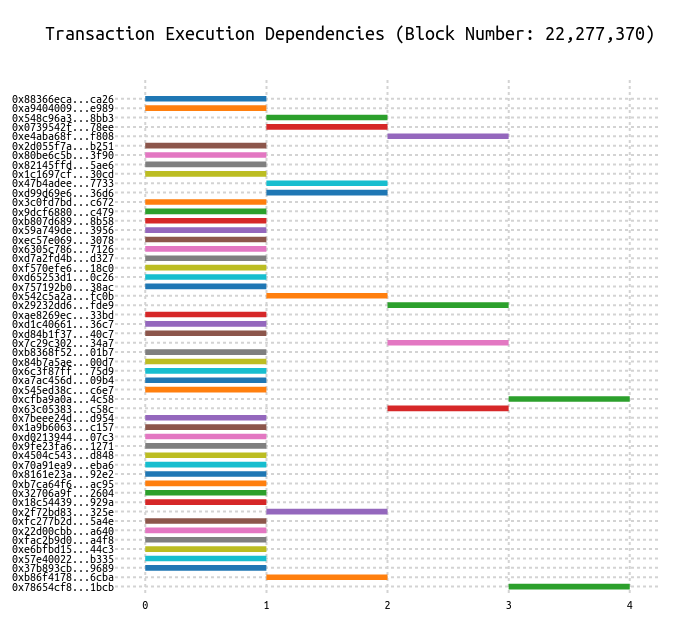 Transaction Execution Dependencies (Block Number: 22,277,370)
0x88366eca...ca26
0xa9404009...e989
0x548c96a3...8bb3
0x0739542f...78ee
0xe4aba68f...f808
0x2d055f7a...b251
0x80be6c5b...3f90
0x82145ffd...5ae6
0x1c1697cf...30cd
0x47b4adee...7733
0xd99d69e6...36d6
0x3c0fd7bd...c672
0x9dcf6880...c479
0xb807d689...8b58
0x59a749de...3956
0xec57e069...3078
0x6305c786...7126
0xd7a2fd4b...d327
0xf570efe6...18c0
0xd65253d1...0c26
0x757192b0...38ac
0x542c5a2a...fc0b
0x29232dd6...fde9
0xae8269ec...33bd
0xd1c40661...36c7
0xd84b1f37...40c7
0x7c29c302...34a7
0xb8368f52...01b7
0x84b7a5ae...00d7
0x6c3f87ff...75d9
0xa7ac456d...09b4
0x545ed38c...c6e7
0xcfba9a0a...4c58
0x63c05383...c58c
0x7beee24d...d954
0x1a9b6063...c157
0xd0213944...07c3
0x9fe23fa6...1271
0x4504c543...d848
0x70a91ea9...eba6
0x8161e23a...92e2
0xb7ca64f6...ac95
0x32706a9f...2604
0x18c54439...929a
0x2f72bd83...325e
0xfc277b2d...5a4e
0x22d00cbb...a640
0xfac2b9d0...a4f8
0xe6bfbd15...44c3
0x57e40022...b335
0x37b893cb...9689
0xb86f4178...6cba
0x78654cf8...1bcb
0 1 2 3 4